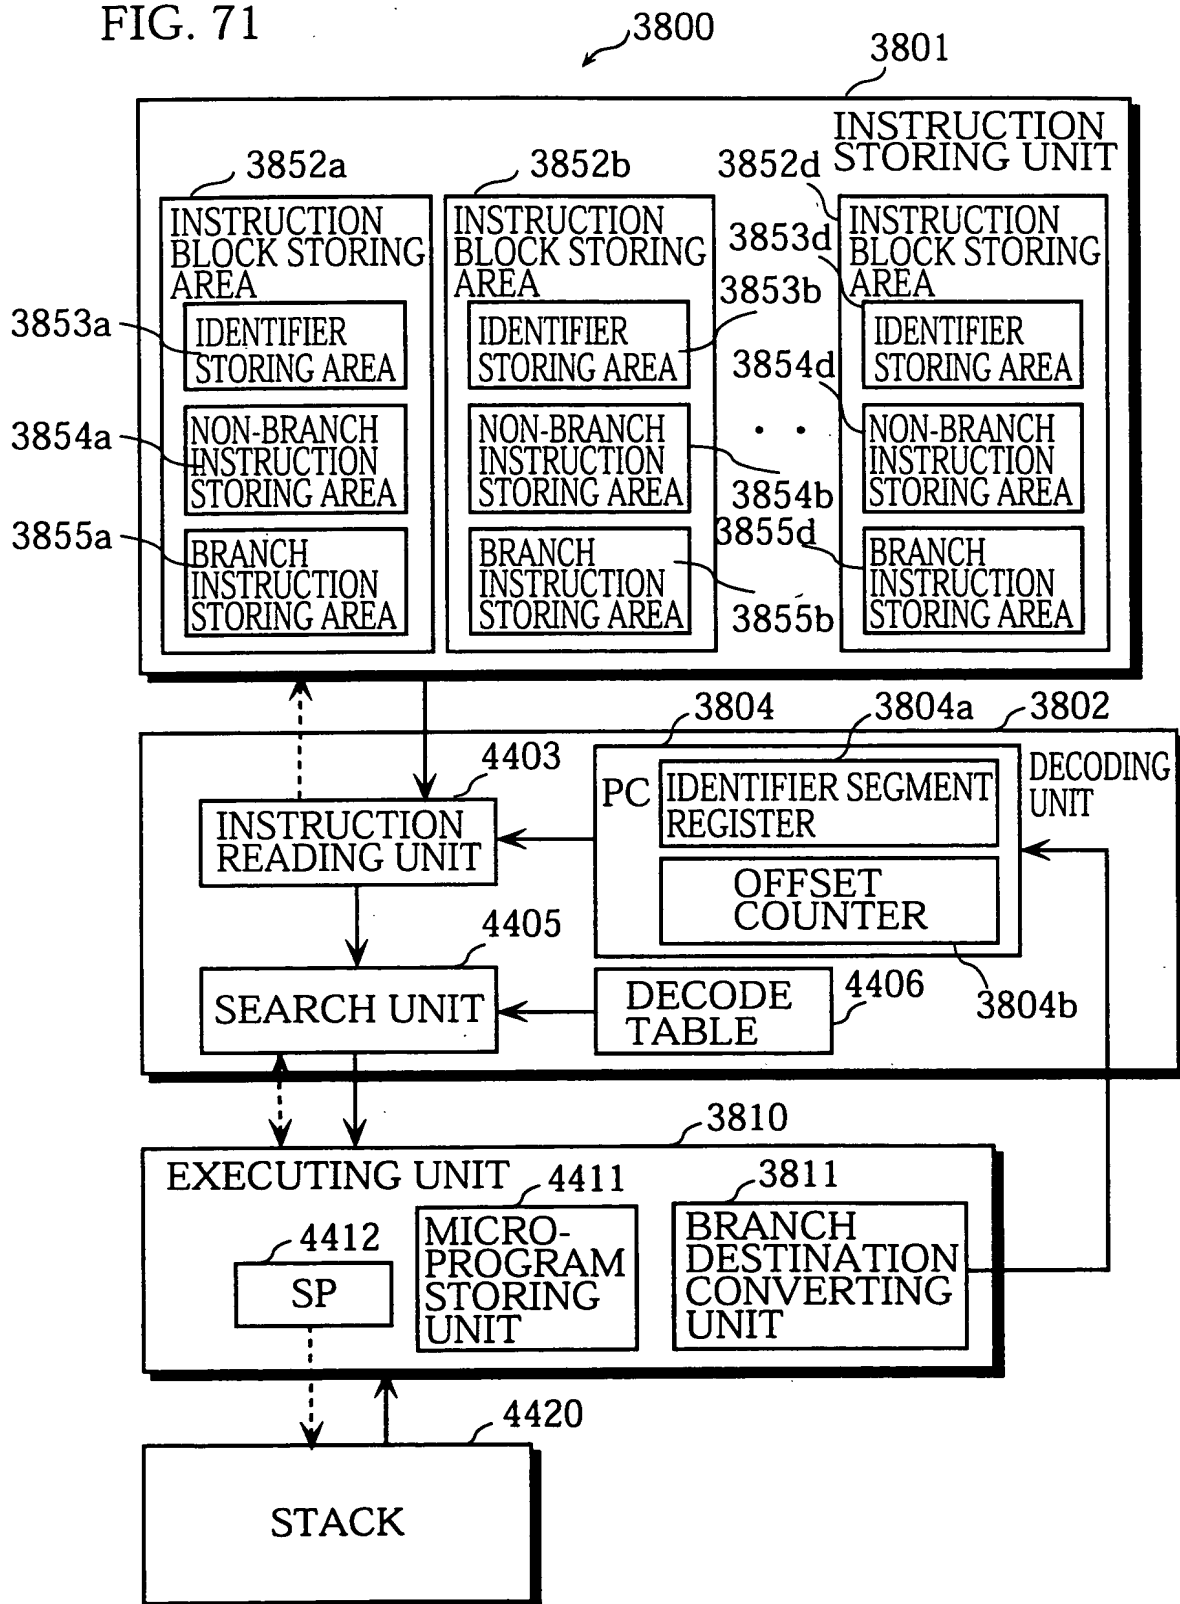 FIG. 71
3800
3801
INSTRUCTION
STORING UNIT
3852a
3852b
3852d
INSTRUCTION
BLOCK STORING
AREA
INSTRUCTION
BLOCK STORING
AREA
INSTRUCTION
BLOCK STORING
AREA
3853a
IDENTIFIER
STORING AREA
3853b
IDENTIFIER
STORING AREA
3853d
IDENTIFIER
STORING AREA
3854a
NON-BRANCH
INSTRUCTION
STORING AREA
NON-BRANCH
INSTRUCTION
STORING AREA
3854b
. .
3854d
NON-BRANCH
INSTRUCTION
STORING AREA
3855a
BRANCH
INSTRUCTION
STORING AREA
BRANCH
INSTRUCTION
STORING AREA
3855b
3855d
BRANCH
INSTRUCTION
STORING AREA
3804
3804a
3802
4403
INSTRUCTION
READING UNIT
PC
IDENTIFIER SEGMENT
REGISTER
DECODING
UNIT
OFFSET
COUNTER
3804b
4405
SEARCH UNIT
DECODE
TABLE
4406
3810
EXECUTING UNIT
4412
SP
4411
MICRO-
PROGRAM
STORING
UNIT
3811
BRANCH
DESTINATION
CONVERTING
UNIT
4420
STACK